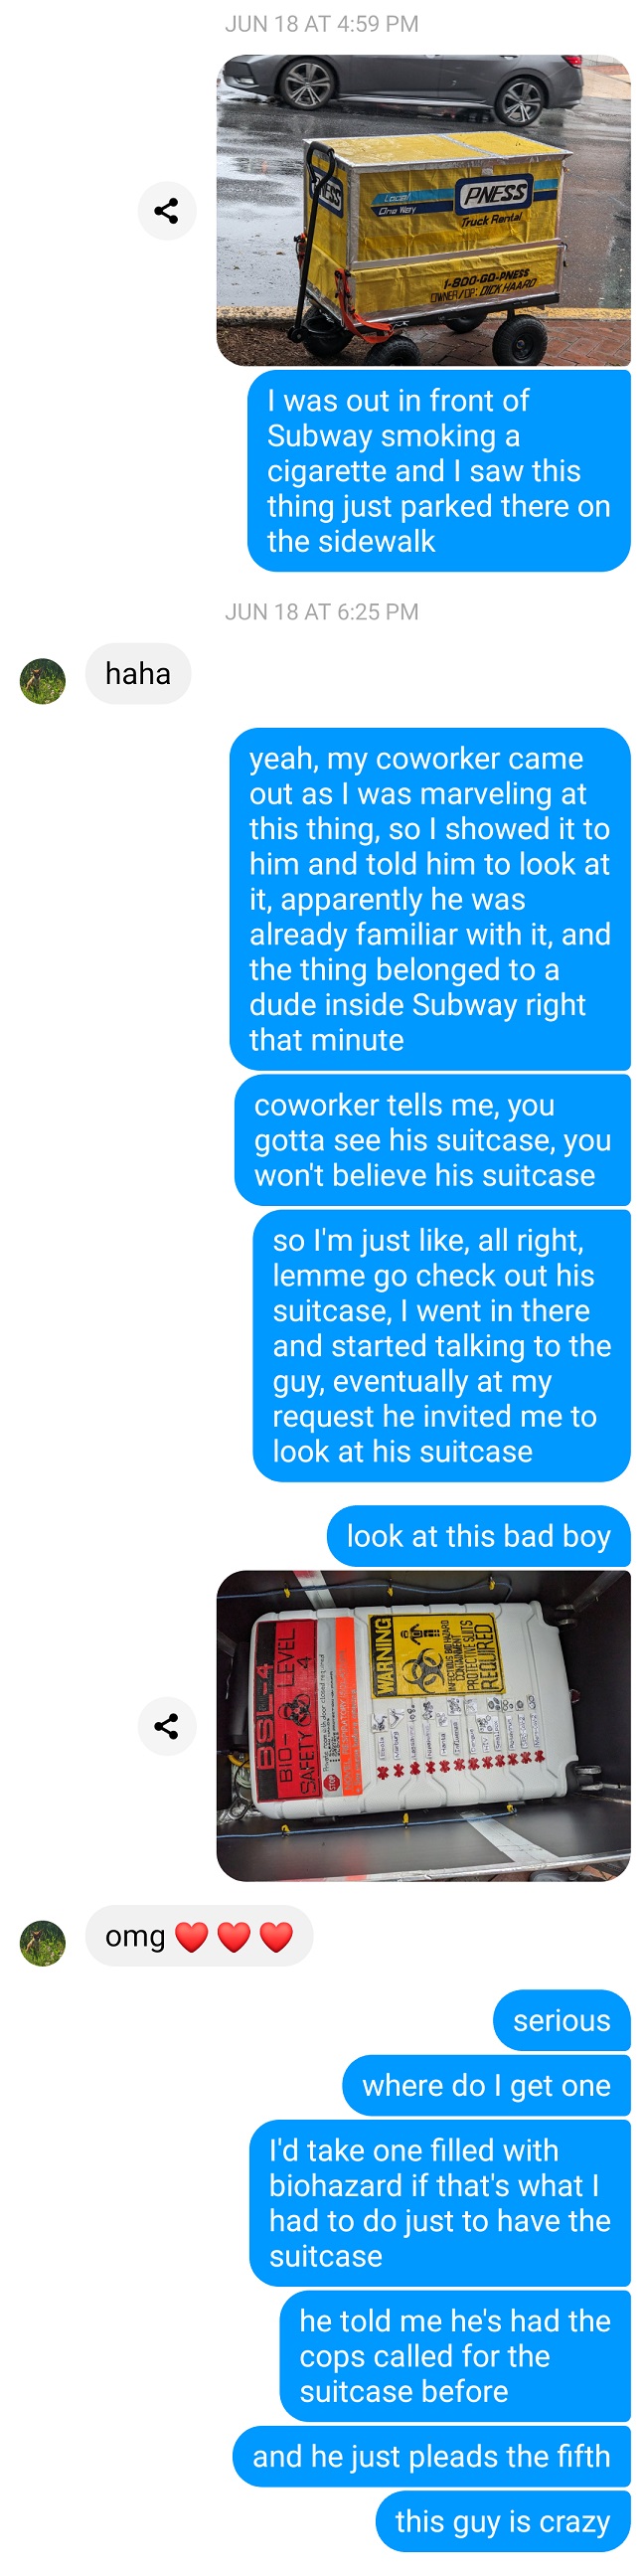 JUN 18 AT 4:59 PM
NESS
Local
One Way
PNESS
Truck Rental
1-800-GO-PNESS
OWNER/OP: DICK HAARD
I was out in front of
Subway smoking a
cigarette and I saw this
thing just parked there on
the sidewalk
JUN 18 AT 6:25 PM
haha
yeah, my coworker came
out as I was marveling at
this thing, so I showed it to
him and told him to look at
it, apparently he was
already familiar with it, and
the thing belonged to a
dude inside Subway right
that minute
coworker tells me, you
gotta see his suitcase, you
won't believe his suitcase
so I'm just like, all right,
lemme go check out his
suitcase, I went in there
and started talking to the
guy, eventually at my
request he invited me to
look at his suitcase
look at this bad boy
BSL-4
BIO- LEVEL
SAFETY 4
STOP
WARNING
INFECTIOUS BIOHAZARD
CONTAINMENT
PROTECTIVE SUITS
REQUIRED
Ebola
Marburg
Hanta
omg ❤️ ❤️ ❤️
serious
where do I get one
I'd take one filled with
biohazard if that's what I
had to do just to have the
suitcase
he told me he's had the
cops called for the
suitcase before
and he just pleads the fifth
this guy is crazy